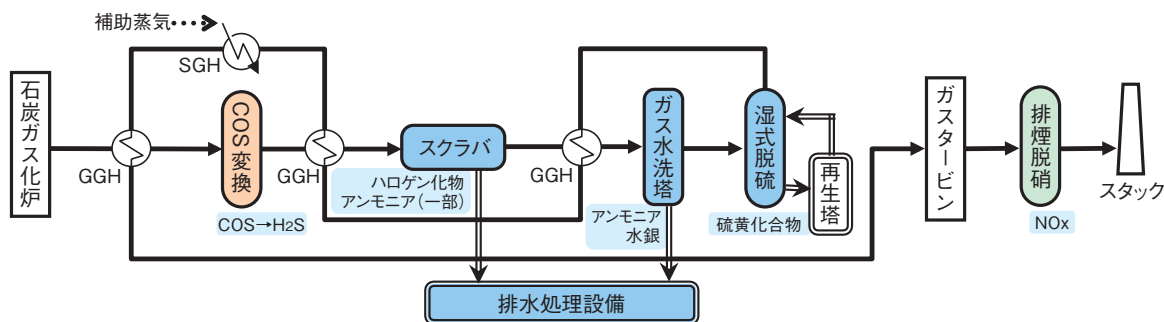 補助蒸気
SGH
石炭ガス化炉
GGH
COS変換
COS→H2S
GGH
スクラバ
ハロゲン化物
アンモニア(一部)
GGH
ガス水洗塔
アンモニア
水銀
湿式脱硫
硫黄化合物
再生塔
ガスタービン
排煙脱硝
NOx
スタック
排水処理設備